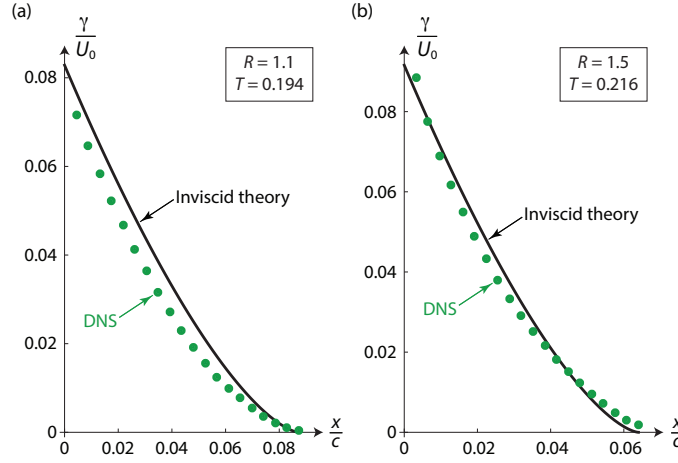 (a)
γ
U0
R = 1.1
T = 0.194
0.08
0.06
0.04
0.02
0
Inviscid theory
DNS
0
0.02
0.04
0.06
0.08
x
c
(b)
γ
U0
R = 1.5
T = 0.216
0.08
0.06
0.04
0.02
0
Inviscid theory
DNS
0
0.02
0.04
0.06
x
c